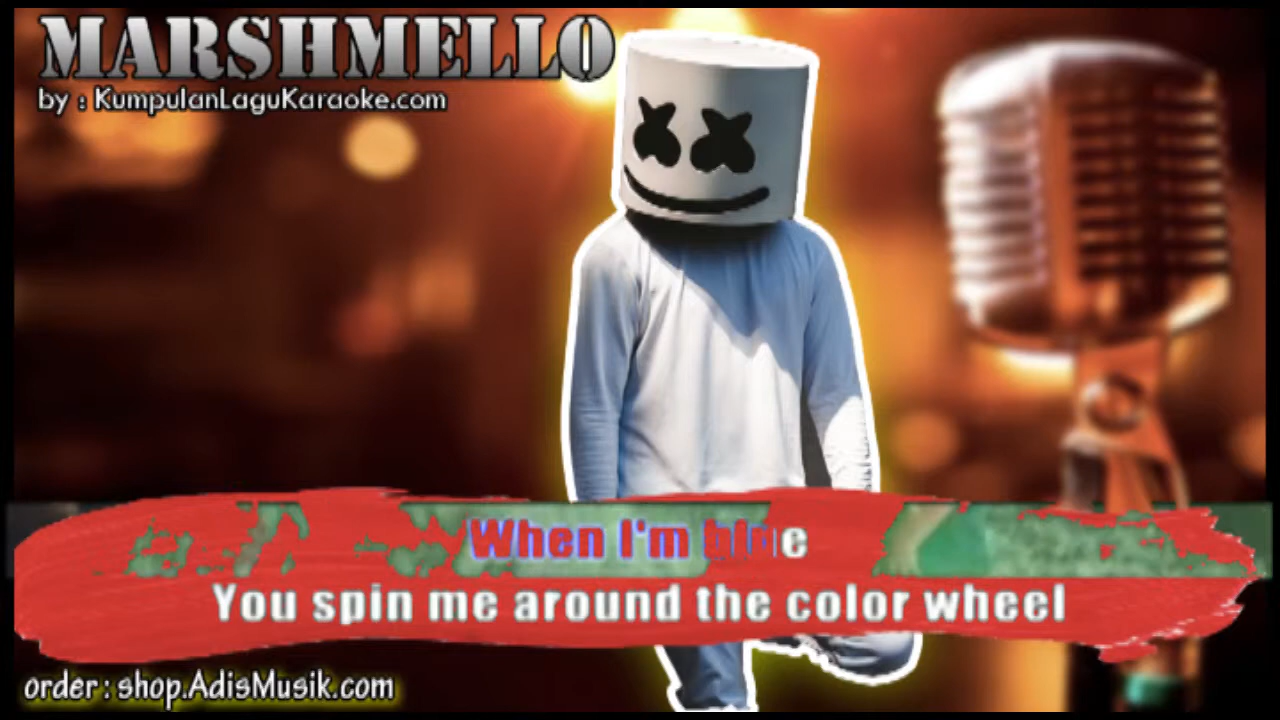 MARSHMELLO
by : KumpulanLaguKaraoke.com
When I'm blue
You spin me around the color wheel
order : shop.AdisMusik.com